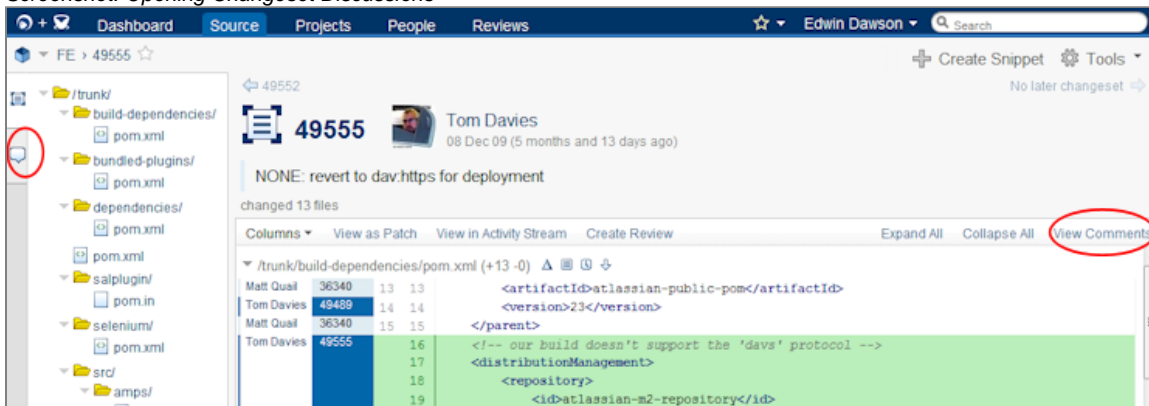 Screenshot: Opening Changeset Discussions
Dashboard Source Projects People Reviews Edwin Dawson Search
FE › 49555 Create Snippet Tools
49552 No later changeset
/trunk/
build-dependencies/
pom.xml
bundled-plugins/
pom.xml
dependencies/
pom.xml
pom.xml
salplugin/
pom.in
selenium/
pom.xml
src/
amps/
49555 Tom Davies
08 Dec 09 (5 months and 13 days ago)
NONE: revert to dav:https for deployment
changed 13 files
Columns View as Patch View in Activity Stream Create Review Expand All Collapse All View Comments
/trunk/build-dependencies/pom.xml (+13 -0)
Matt Quail 36340 13 13 <artifactId>atlassian-public-pom</artifactId>
Tom Davies 49489 14 14 <version>23</version>
Matt Quail 36340 15 15 </parent>
Tom Davies 49555 16 <!-- our build doesn't support the 'davs' protocol -->
17 <distributionManagement>
18 <repository>
19 <id>atlassian-m2-repository</id>